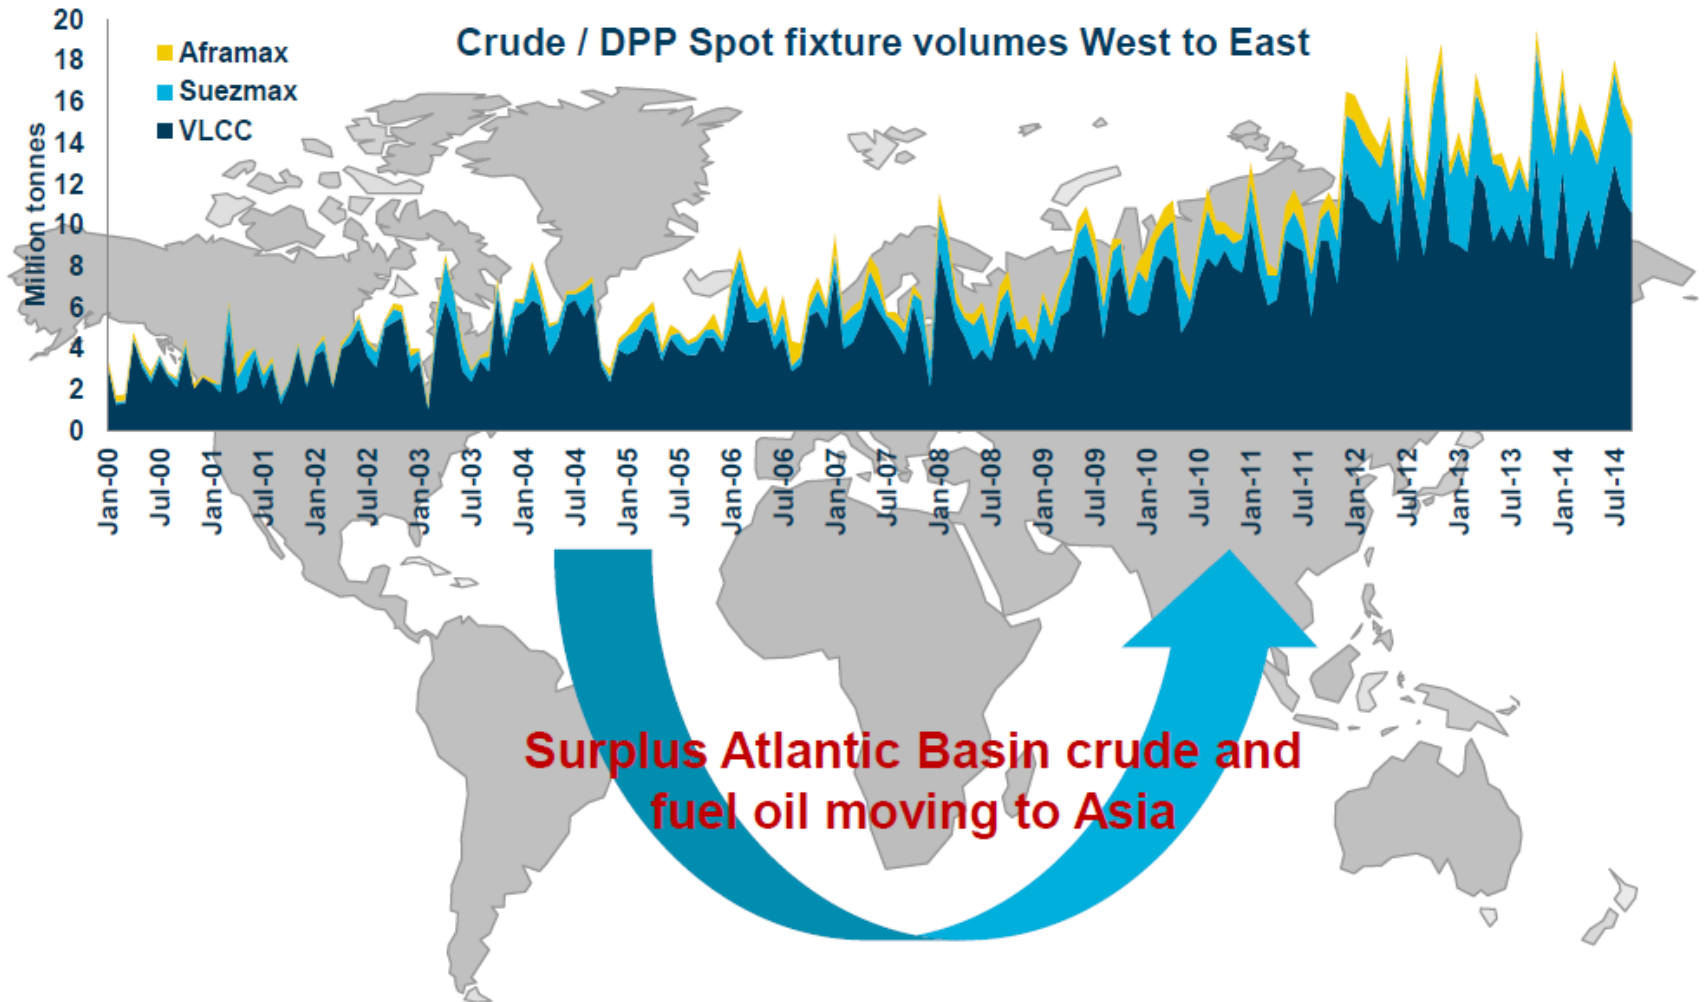 Crude / DPP Spot fixture volumes West to East
Aframax
Suezmax
VLCC
Million tonnes
20
18
16
14
12
10
8
6
4
2
0
Jan-00
Jul-00
Jan-01
Jul-01
Jan-02
Jul-02
Jan-03
Jul-03
Jan-04
Jul-04
Jan-05
Jul-05
Jan-06
Jul-06
Jan-07
Jul-07
Jan-08
Jul-08
Jan-09
Jul-09
Jan-10
Jul-10
Jan-11
Jul-11
Jan-12
Jul-12
Jan-13
Jul-13
Jan-14
Jul-14
Surplus Atlantic Basin crude and
fuel oil moving to Asia